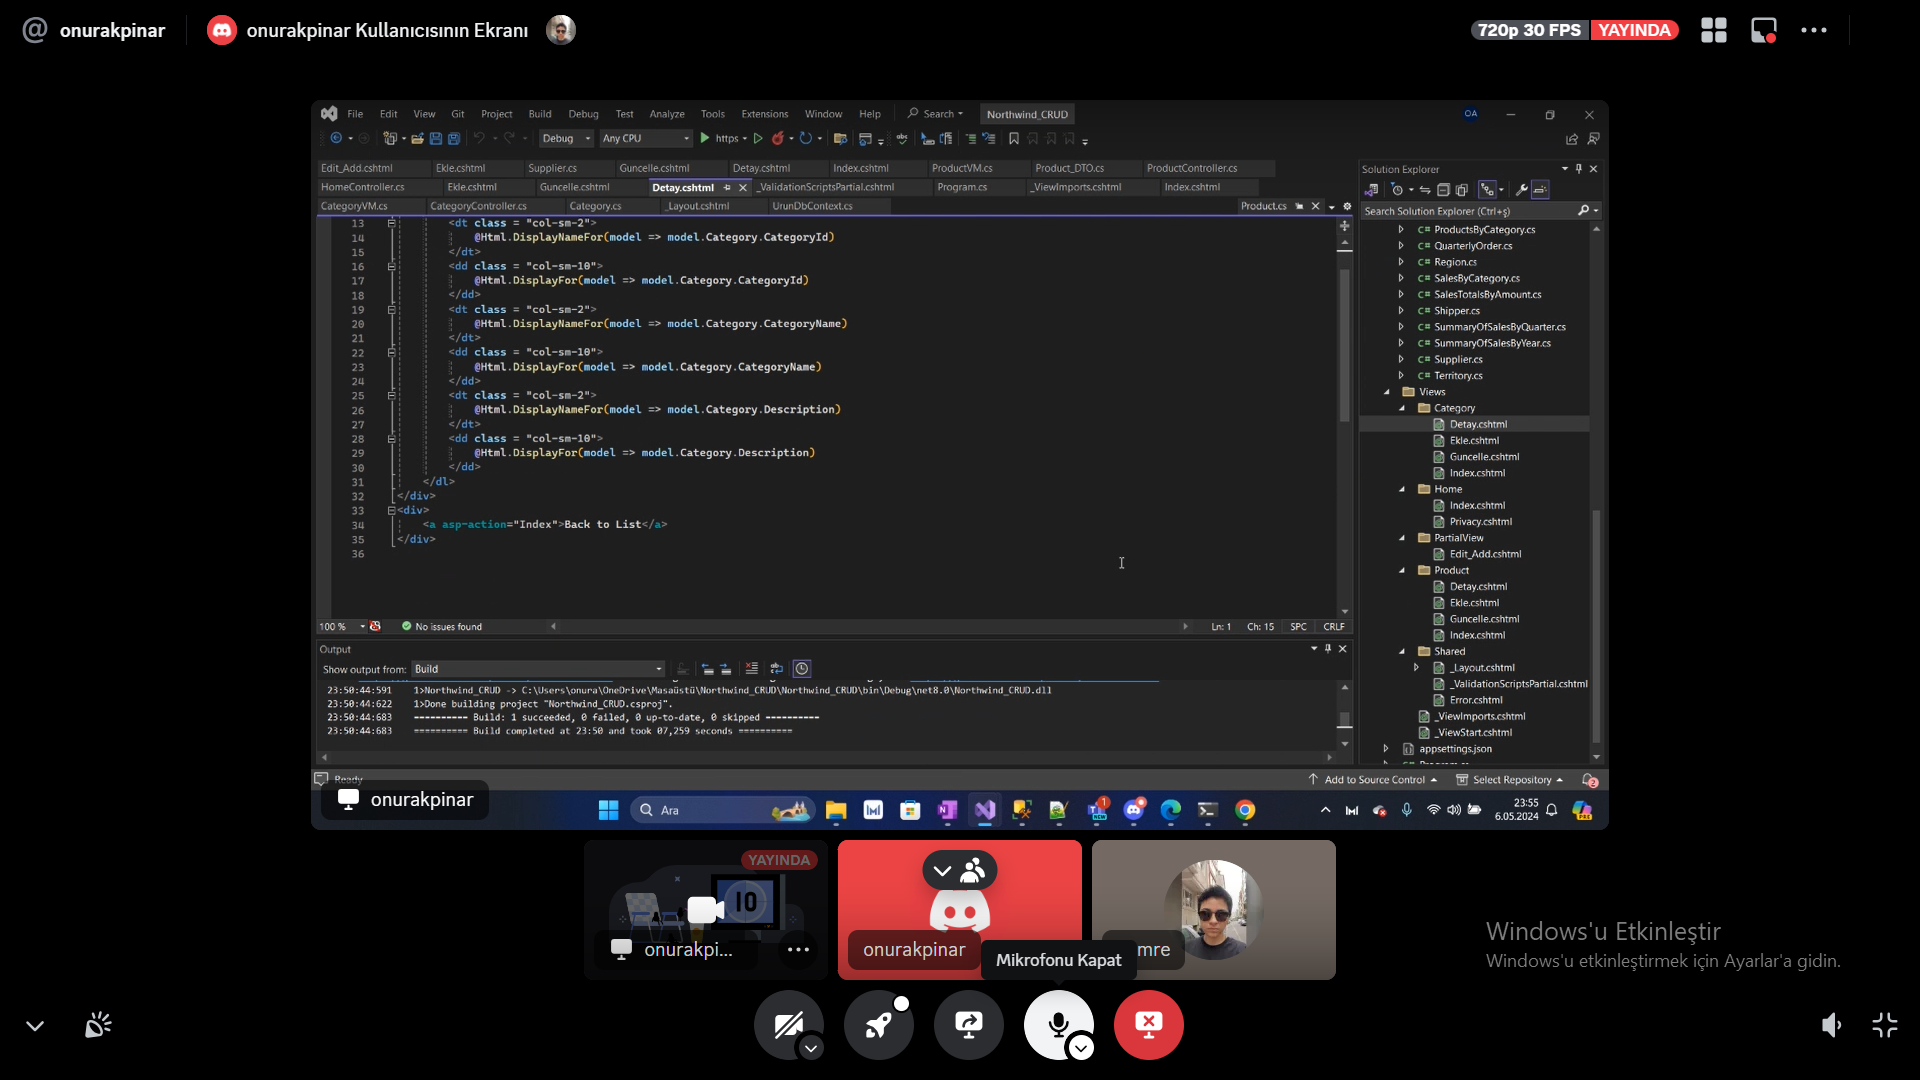 onurakpinar
onurakpinar Kullanıcısının Ekranı
720p 30 FPS YAYINDA
File Edit View Git Project Build Debug Test Analyze Tools Extensions Window Help Search Northwind_CRUD OA
Debug Any CPU https
Edit_Add.cshtml Ekle.cshtml Supplier.cs Guncelle.cshtml Detay.cshtml Index.cshtml ProductVM.cs Product_DTO.cs ProductController.cs
HomeController.cs Ekle.cshtml Guncelle.cshtml Detay.cshtml _ValidationScriptsPartial.cshtml Program.cs _ViewImports.cshtml Index.cshtml
CategoryVM.cs CategoryController.cs Category.cs _Layout.cshtml UrunDbContext.cs Product.cs
13 <dt class = "col-sm-2">
14 @Html.DisplayNameFor(model => model.Category.CategoryId)
15 </dt>
16 <dd class = "col-sm-10">
17 @Html.DisplayFor(model => model.Category.CategoryId)
18 </dd>
19 <dt class = "col-sm-2">
20 @Html.DisplayNameFor(model => model.Category.CategoryName)
21 </dt>
22 <dd class = "col-sm-10">
23 @Html.DisplayFor(model => model.Category.CategoryName)
24 </dd>
25 <dt class = "col-sm-2">
26 @Html.DisplayNameFor(model => model.Category.Description)
27 </dt>
28 <dd class = "col-sm-10">
29 @Html.DisplayFor(model => model.Category.Description)
30 </dd>
31 </dl>
32 </div>
33 <div>
34 <a asp-action="Index">Back to List</a>
35 </div>
36
100 % No issues found Ln: 1 Ch: 15 SPC CRLF
Output
Show output from: Build
23:50:44:591 1>Northwind_CRUD -> C:\Users\onura\OneDrive\Masaüstü\Northwind_CRUD\Northwind_CRUD\bin\Debug\net8.0\Northwind_CRUD.dll
23:50:44:622 1>Done building project "Northwind_CRUD.csproj".
23:50:44:683 ========== Build: 1 succeeded, 0 failed, 0 up-to-date, 0 skipped ==========
23:50:44:683 ========== Build completed at 23:50 and took 07,259 seconds ==========
Solution Explorer
Search Solution Explorer (Ctrl+ş)
C# ProductsByCategory.cs
C# QuarterlyOrder.cs
C# Region.cs
C# SalesByCategory.cs
C# SalesTotalsByAmount.cs
C# Shipper.cs
C# SummaryOfSalesByQuarter.cs
C# SummaryOfSalesByYear.cs
C# Supplier.cs
C# Territory.cs
Views
Category
Detay.cshtml
Ekle.cshtml
Guncelle.cshtml
Index.cshtml
Home
Index.cshtml
Privacy.cshtml
PartialView
Edit_Add.cshtml
Product
Detay.cshtml
Ekle.cshtml
Guncelle.cshtml
Index.cshtml
Shared
_Layout.cshtml
_ValidationScriptsPartial.cshtml
Error.cshtml
_ViewImports.cshtml
_ViewStart.cshtml
appsettings.json
Ready Add to Source Control Select Repository 2
onurakpinar
Ara
23:55
6.05.2024
YAYINDA
10
onurakpi...
onurakpinar
mre
Mikrofonu Kapat
Windows'u Etkinleştir
Windows'u etkinleştirmek için Ayarlar'a gidin.